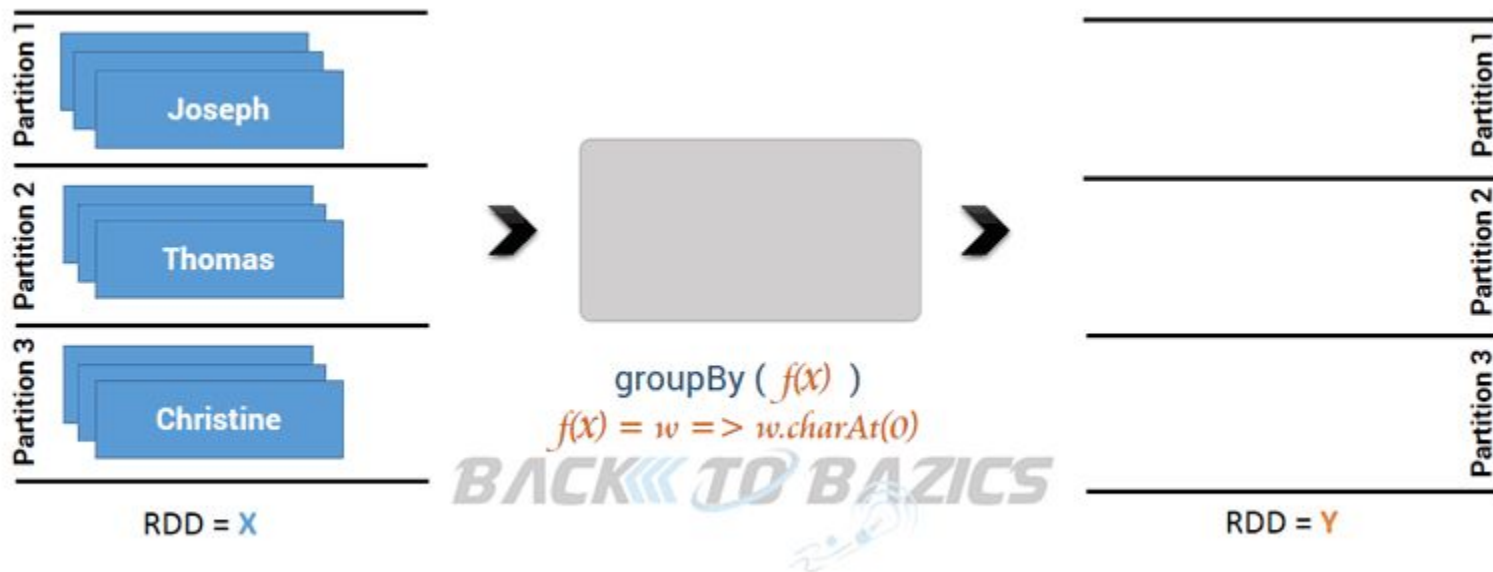 Partition 1
Joseph
Partition 2
Thomas
Partition 3
Christine
RDD = X
groupBy ( f(x) )
f(x) = w => w.charAt(0)
BACK TO BAZICS
Partition 1
Partition 2
Partition 3
RDD = Y